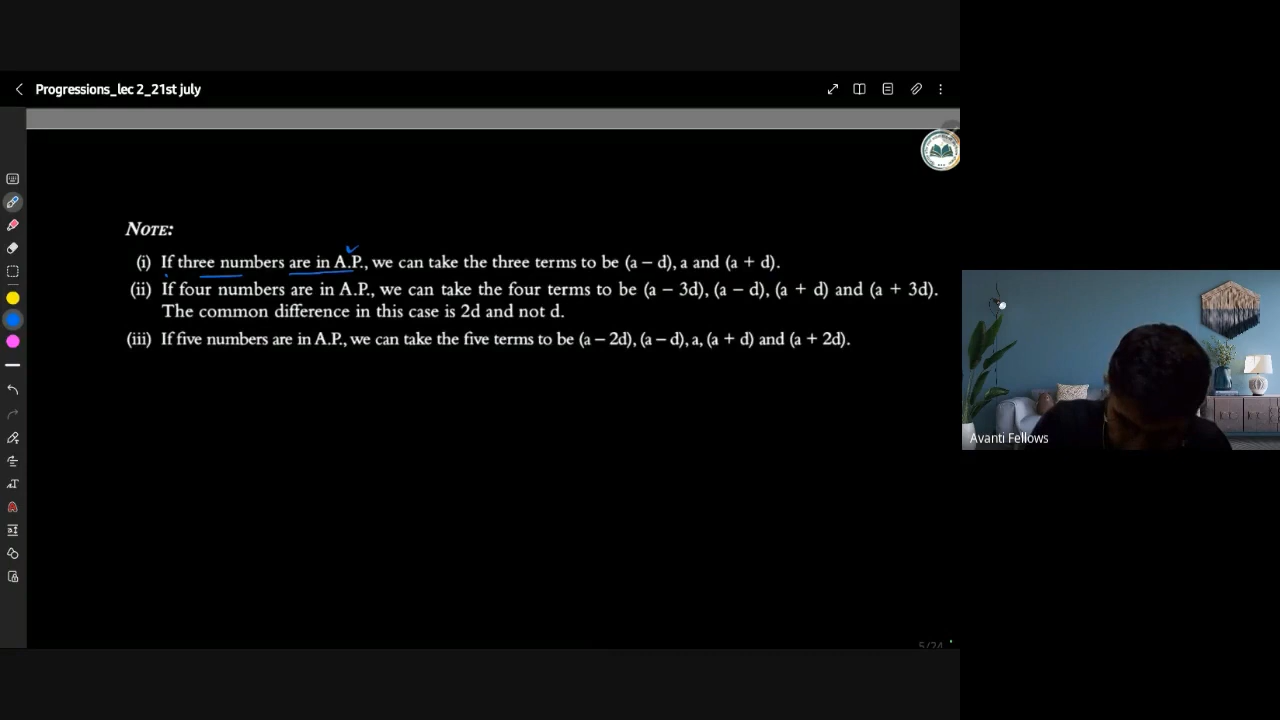 Progressions_lec 2_21st july
NOTE:
(i) If three numbers are in A.P., we can take the three terms to be (a – d), a and (a + d).
(ii) If four numbers are in A.P., we can take the four terms to be (a – 3d), (a – d), (a + d) and (a + 3d).
The common difference in this case is 2d and not d.
(iii) If five numbers are in A.P., we can take the five terms to be (a – 2d), (a – d), a, (a + d) and (a + 2d).
Avanti Fellows
5/24